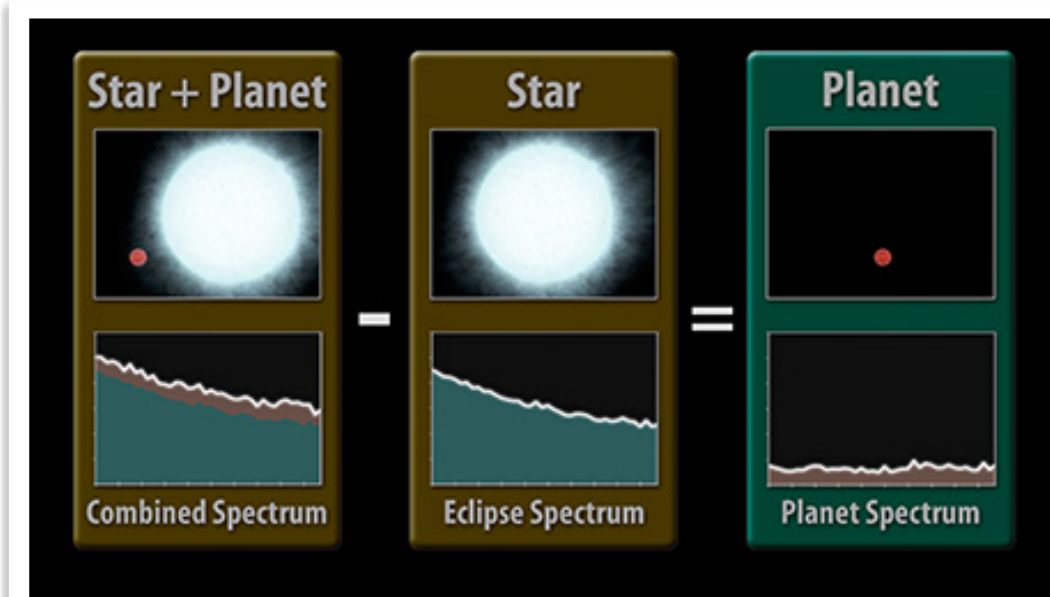 Star + Planet
Star
Planet
-
=
Combined Spectrum
Eclipse Spectrum
Planet Spectrum